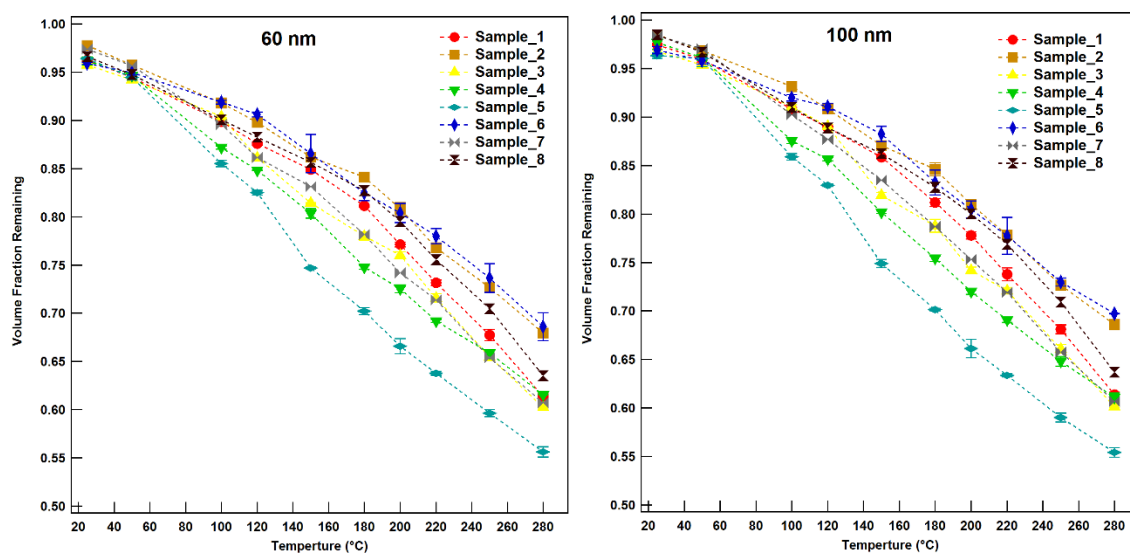 60 nm
Sample_1
Sample_2
Sample_3
Sample_4
Sample_5
Sample_6
Sample_7
Sample_8
1.00
0.95
0.90
0.85
0.80
0.75
0.70
0.65
0.60
0.55
0.50
Volume Fraction Remaining
20 40 60 80 100 120 140 160 180 200 220 240 260 280
Temperture (°C)
100 nm
Sample_1
Sample_2
Sample_3
Sample_4
Sample_5
Sample_6
Sample_7
Sample_8
1.00
0.95
0.90
0.85
0.80
0.75
0.70
0.65
0.60
0.55
0.50
Volume Fraction Remaining
20 40 60 80 100 120 140 160 180 200 220 240 260 280
Temperture (°C)